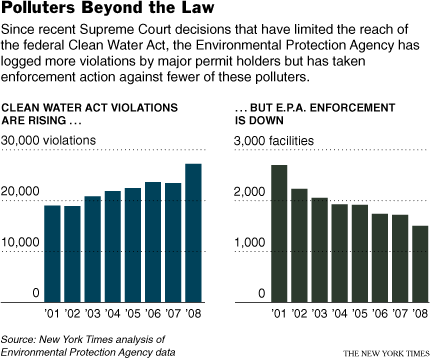 Polluters Beyond the Law
Since recent Supreme Court decisions that have limited the reach of
the federal Clean Water Act, the Environmental Protection Agency has
logged more violations by major permit holders but has taken
enforcement action against fewer of these polluters.
CLEAN WATER ACT VIOLATIONS
ARE RISING . . .
30,000 violations
20,000
10,000
0
’01 ’02 ’03 ’04 ’05 ’06 ’07 ’08
. . . BUT E.P.A. ENFORCEMENT
IS DOWN
3,000 facilities
2,000
1,000
0
’01 ’02 ’03 ’04 ’05 ’06 ’07 ’08
Source: New York Times analysis of
Environmental Protection Agency data
THE NEW YORK TIMES